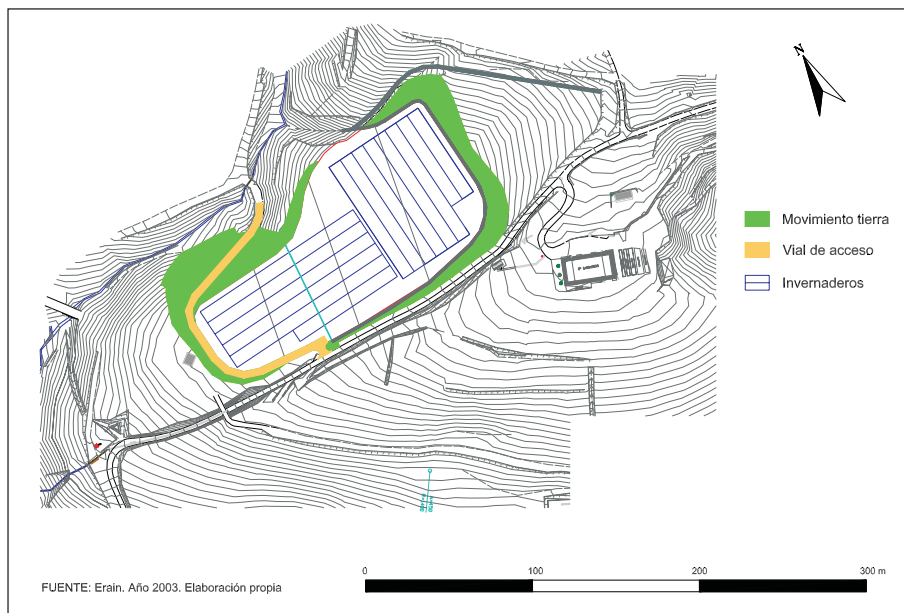 N
Movimiento tierra
Vial de acceso
Invernaderos
FUENTE: Erain. Año 2003. Elaboración propia
0 100 200 300 m